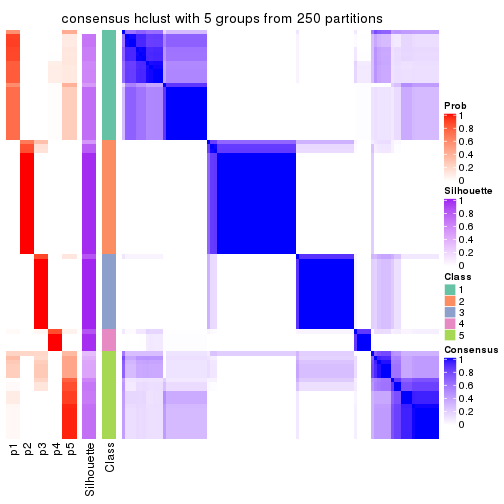 consensus hclust with 5 groups from 250 partitions
Prob
1
0.8
0.6
0.4
0.2
0
Silhouette
1
0.8
0.6
0.4
0.2
0
Class
1
2
3
4
5
Consensus
1
0.8
0.6
0.4
0.2
0
p1
p2
p3
p4
p5
Silhouette
Class